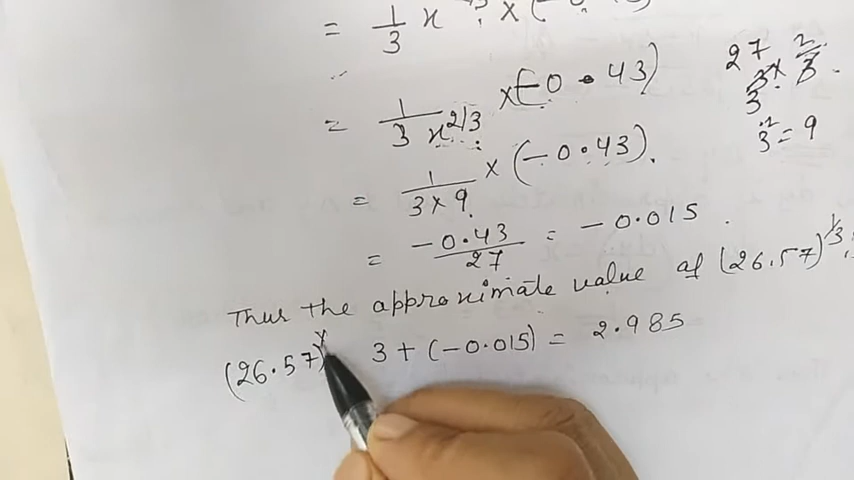 = 1/3 x × (-0
= 1/(3 x^2/3) × (-0.43)
= 1/(3×9) × (-0.43).
= -0.43/27 = -0.015.
27
3^3 × 2/3
3^2 = 9
Thus the approximate value of (26.57)^1/3
(26.57) 3 + (-0.015) = 2.985